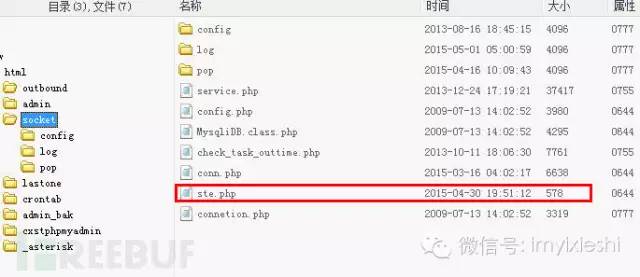 目录(3),文件(7) 时间 大小 属性
html
outbound
admin
socket
config
log
pop
lastone
crontab
admin_bak
cxstphpmyadmin
_asterisk
config 2013-08-16 18:45:15 4096 0777
log 2015-05-01 05:00:59 4096 0777
pop 2015-04-16 10:09:43 4096 0777
service.php 2013-12-24 17:19:21 37417 0755
config.php 2009-07-13 14:02:52 3980 0644
MysqliDB.class.php 2009-07-13 14:02:52 4295 0644
check_task_outtime.php 2013-10-11 18:06:30 7761 0755
conn.php 2015-03-16 04:02:17 6638 0644
ste.php 2015-04-30 19:51:12 578 0644
connetion.php 2009-07-13 14:02:52 3319 0777
REEBUF
微信号: imyixieshi